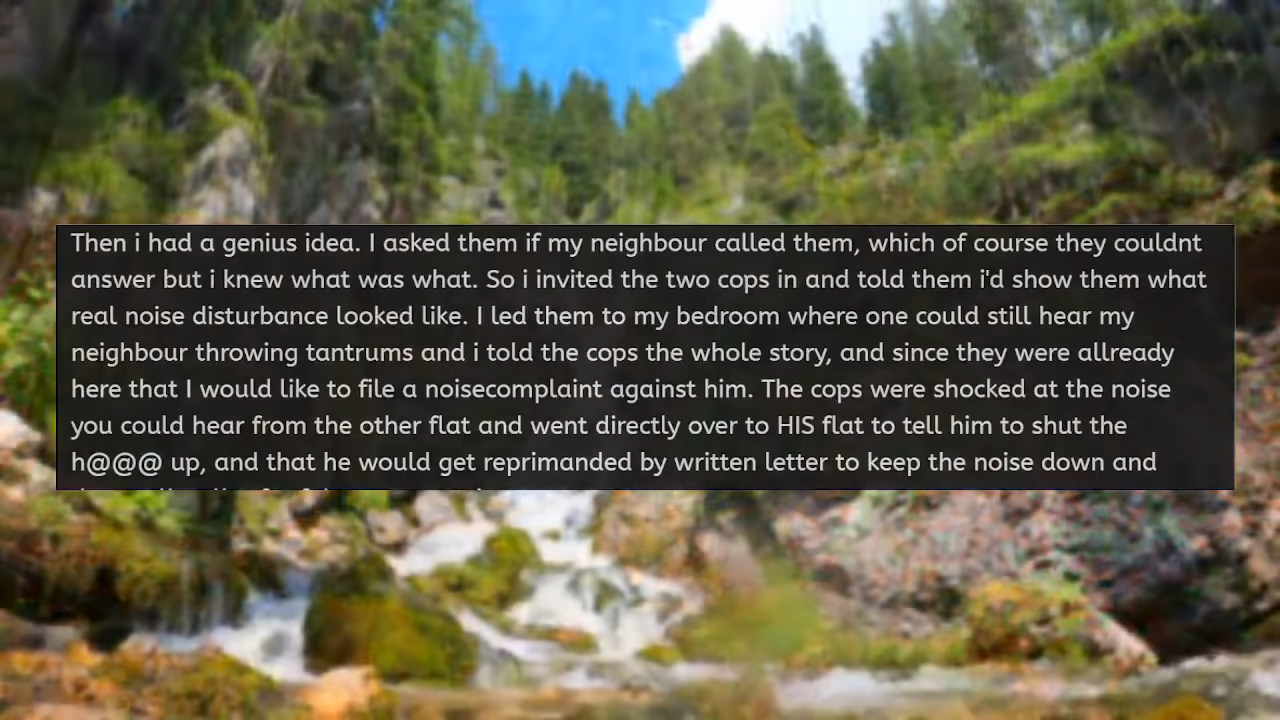 Then i had a genius idea. I asked them if my neighbour called them, which of course they couldnt
answer but i knew what was what. So i invited the two cops in and told them i'd show them what
real noise disturbance looked like. I led them to my bedroom where one could still hear my
neighbour throwing tantrums and i told the cops the whole story, and since they were allready
here that I would like to file a noisecomplaint against him. The cops were shocked at the noise
you could hear from the other flat and went directly over to HIS flat to tell him to shut the
h@@@ up, and that he would get reprimanded by written letter to keep the noise down and